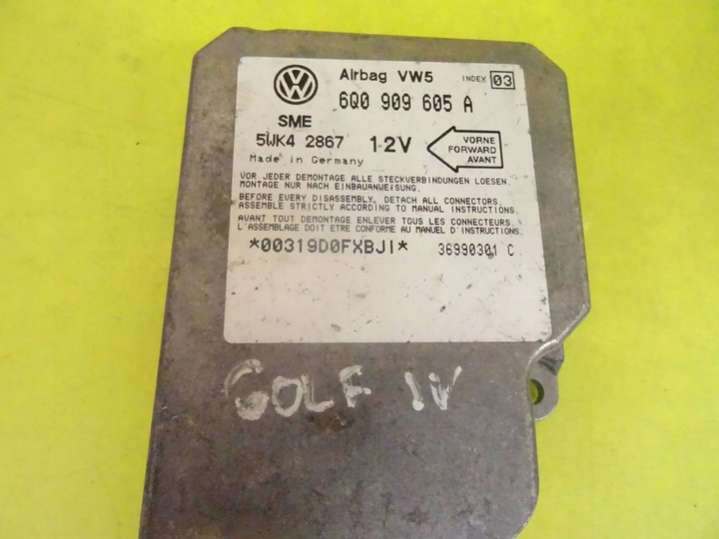 Airbag VW5 INDEX 03
6Q0 909 605 A
SME
5WK4 2867 12V
VORNE
FORWARD
AVANT
Made in Germany
VOR JEDER DEMONTAGE ALLE STECKVERBINDUNGEN LOESEN.
MONTAGE NUR NACH EINBAUANWEISUNG.
BEFORE EVERY DISASSEMBLY, DETACH ALL CONNECTORS.
ASSEMBLE STRICTLY ACCORDING TO MANUAL INSTRUCTIONS.
AVANT TOUT DEMONTAGE ENLEVER TOUS LES CONNECTEURS.
L'ASSEMBLAGE DOIT ETRE CONFORME AU MANUEL D'INSTRUCTIONS.
*00319D0FXBJI* 36990301 C
GOLF IV